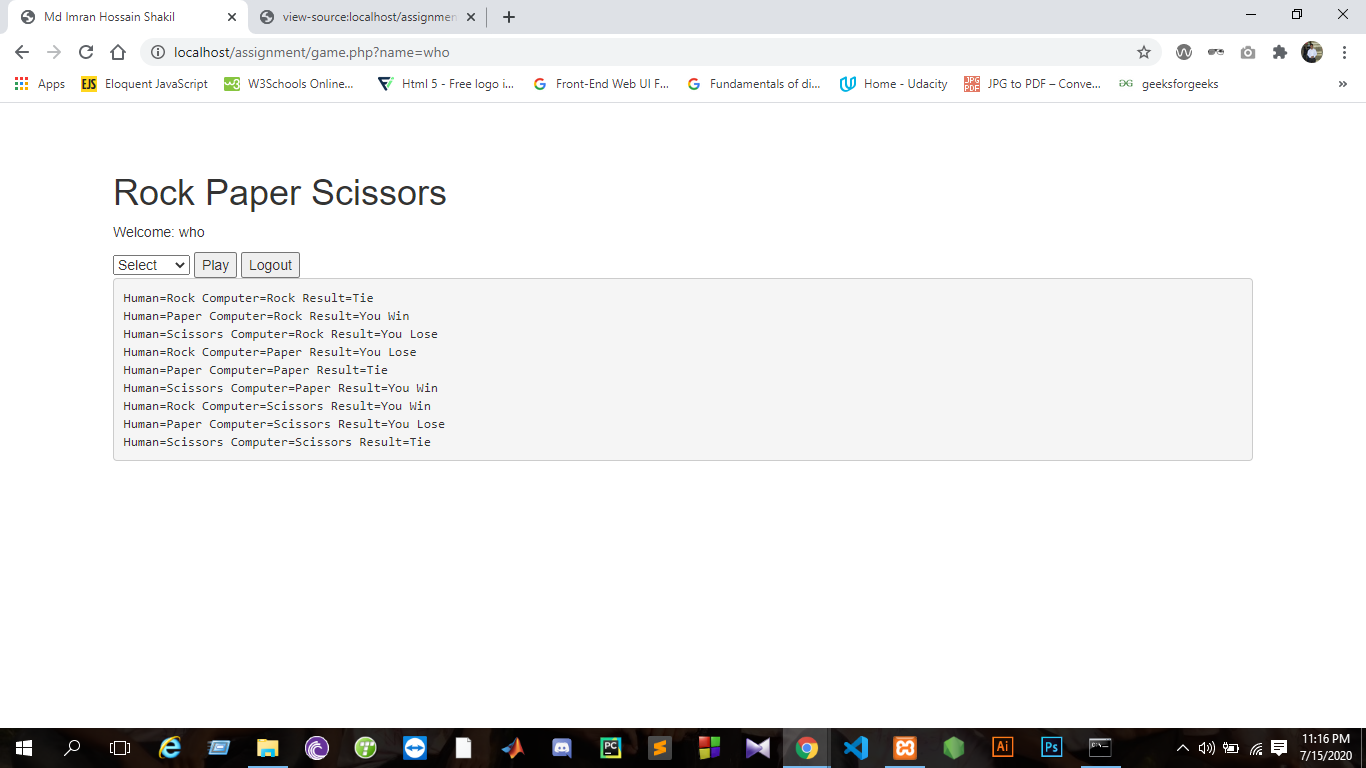 Md Imran Hossain Shakil
view-source:localhost/assignmen
localhost/assignment/game.php?name=who
Apps
EJS
Eloquent JavaScript
W3Schools Online...
Html 5 - Free logo i...
Front-End Web UI F...
Fundamentals of di...
Home - Udacity
JPG to PDF – Conve...
geeksforgeeks
Rock Paper Scissors
Welcome: who
Select Play Logout
Human=Rock Computer=Rock Result=Tie
Human=Paper Computer=Rock Result=You Win
Human=Scissors Computer=Rock Result=You Lose
Human=Rock Computer=Paper Result=You Lose
Human=Paper Computer=Paper Result=Tie
Human=Scissors Computer=Paper Result=You Win
Human=Rock Computer=Scissors Result=You Win
Human=Paper Computer=Scissors Result=You Lose
Human=Scissors Computer=Scissors Result=Tie
PC
Ai
Ps
11:16 PM
7/15/2020